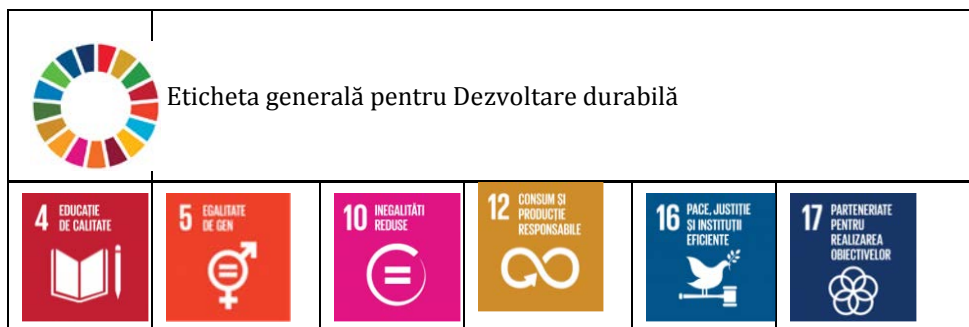 Eticheta generală pentru Dezvoltare durabilă
4 EDUCAȚIE
DE CALITATE
5 EGALITATE
DE GEN
10 INEGALITĂȚI
REDUSE
12 CONSUM ȘI
PRODUCȚIE
RESPONSABILE
16 PACE, JUSTIȚIE
ȘI INSTITUȚII
EFICIENTE
17 PARTENERIATE
PENTRU
REALIZAREA
OBIECTIVELOR